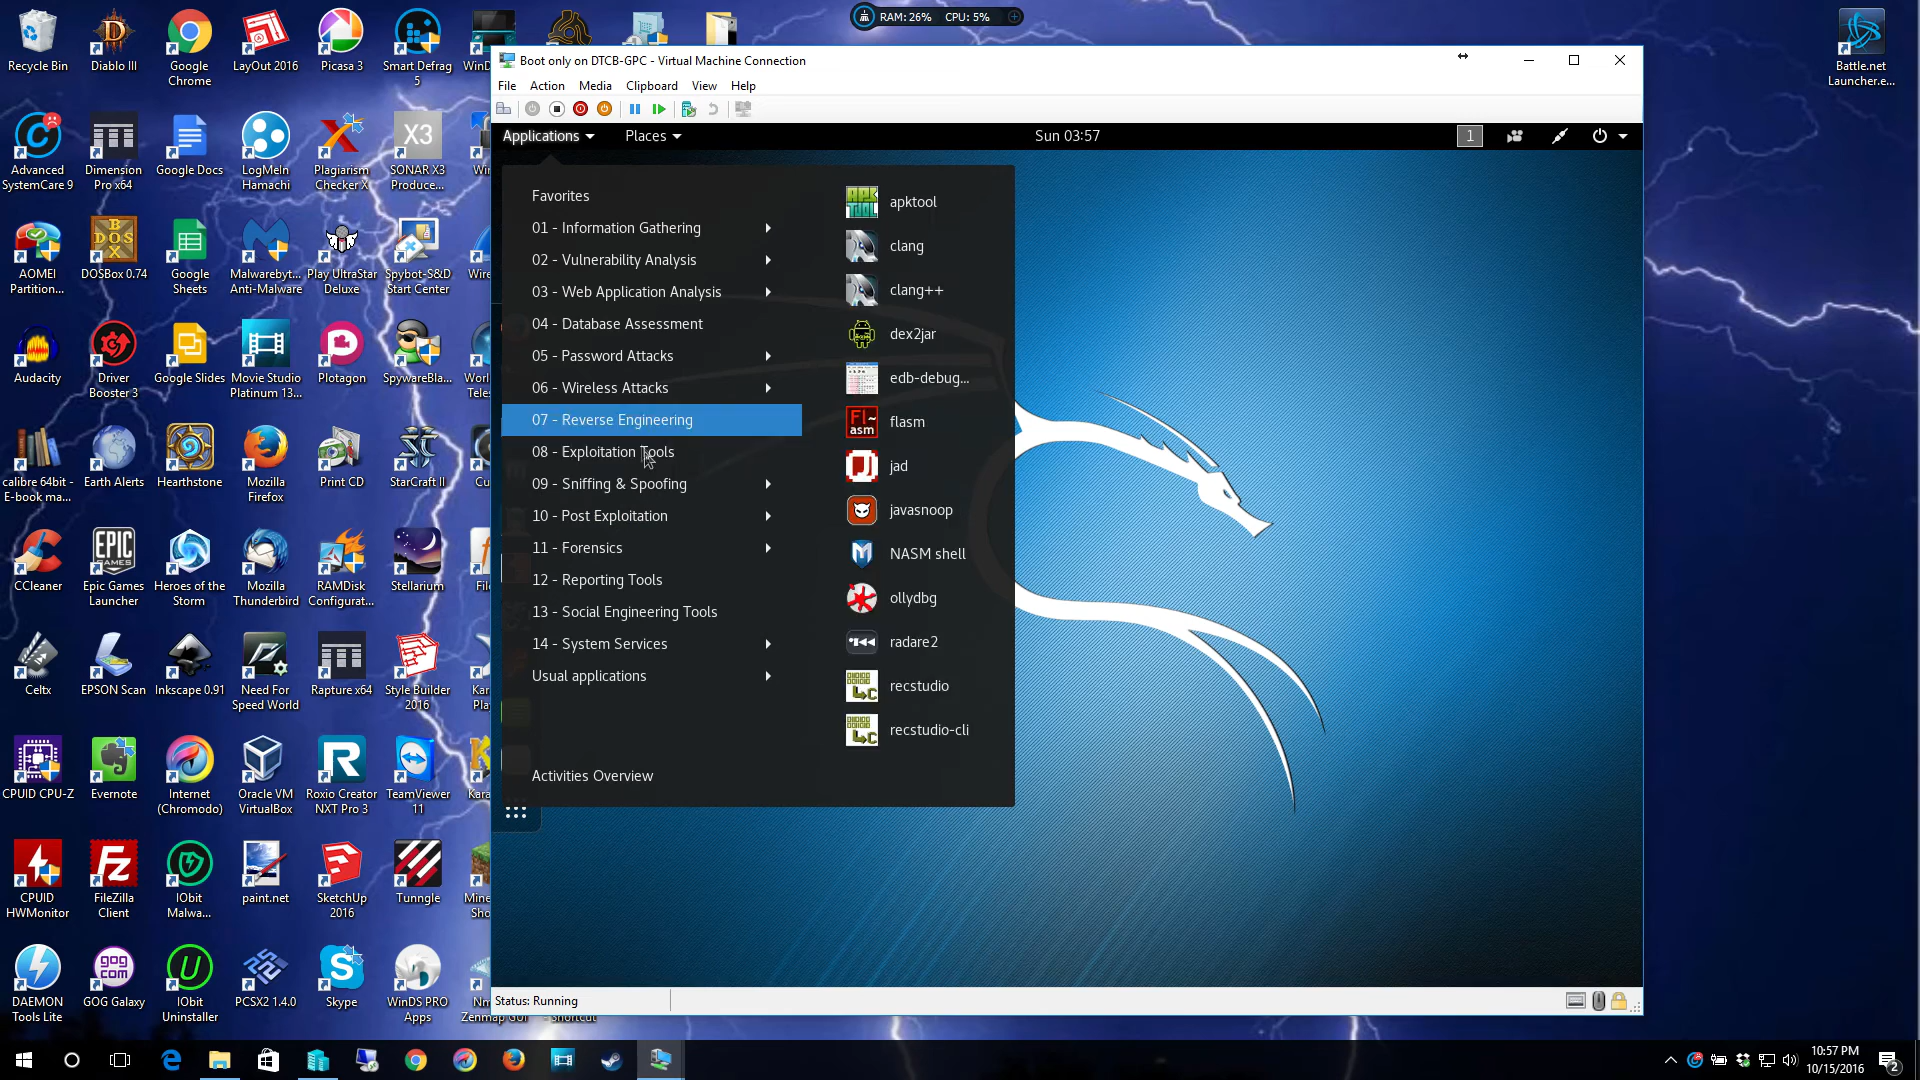 RAM: 26% CPU: 5%
Recycle Bin
Diablo III
Google
Chrome
LayOut 2016
Picasa 3
Smart Defrag
5
Battle.net
Launcher.e...
Advanced
SystemCare 9
Dimension
Pro x64
Google Docs
LogMeIn
Hamachi
Plagiarism
Checker X
X3
SONAR X3
Produce...
AOMEI
Partition...
DOSBox 0.74
Google
Sheets
Malwarebyt...
Anti-Malware
Play UltraStar
Deluxe
Spybot-S&D
Start Center
Audacity
Driver
Booster 3
Google Slides
Movie Studio
Platinum 13...
Plotagon
SpywareBla...
calibre 64bit -
E-book ma...
Earth Alerts
Hearthstone
Mozilla
Firefox
Print CD
StarCraft II
CCleaner
EPIC
GAMES
Epic Games
Launcher
Heroes of the
Storm
Mozilla
Thunderbird
RAMDisk
Configurat...
Stellarium
Celtx
EPSON Scan
Inkscape 0.91
Need For
Speed World
Rapture x64
Style Builder
2016
CPUID CPU-Z
Evernote
Internet
(Chromodo)
Oracle VM
VirtualBox
Roxio Creator
NXT Pro 3
TeamViewer
11
CPUID
HWMonitor
FileZilla
Client
IObit
Malwa...
paint.net
SketchUp
2016
Tunngle
DAEMON
Tools Lite
gog
com
GOG Galaxy
IObit
Uninstaller
PCSX2 1.4.0
Skype
WinDS PRO
Apps
Boot only on DTCB-GPC - Virtual Machine Connection
File Action Media Clipboard View Help
Applications Places Sun 03:57 1
Favorites
01 - Information Gathering
02 - Vulnerability Analysis
03 - Web Application Analysis
04 - Database Assessment
05 - Password Attacks
06 - Wireless Attacks
07 - Reverse Engineering
08 - Exploitation Tools
09 - Sniffing & Spoofing
10 - Post Exploitation
11 - Forensics
12 - Reporting Tools
13 - Social Engineering Tools
14 - System Services
Usual applications
Activities Overview
apktool
clang
clang++
dex2jar
edb-debug...
flasm
jad
javasnoop
NASM shell
ollydbg
radare2
recstudio
recstudio-cli
Status: Running
10:57 PM
10/15/2016
2